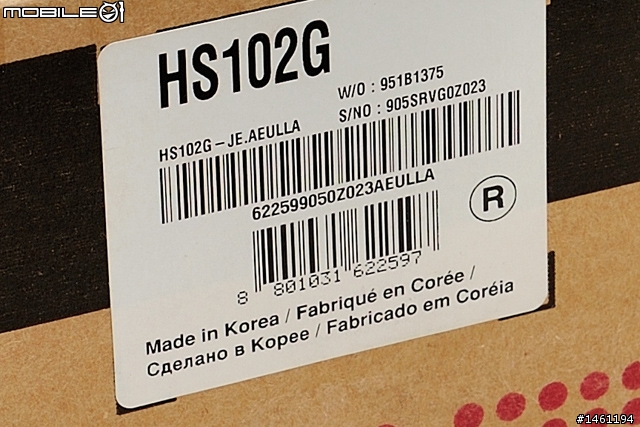 MOBILE01
HS102G
W/O : 951B1375
S/NO : 905SRVG0Z023
HS102G-JE.AEULLA
622599050Z023AEULLA
R
8 801031 622597
Made in Korea / Fabriqué en Corée /
Сделано в Корее / Fabricado em Coréia
#1461194